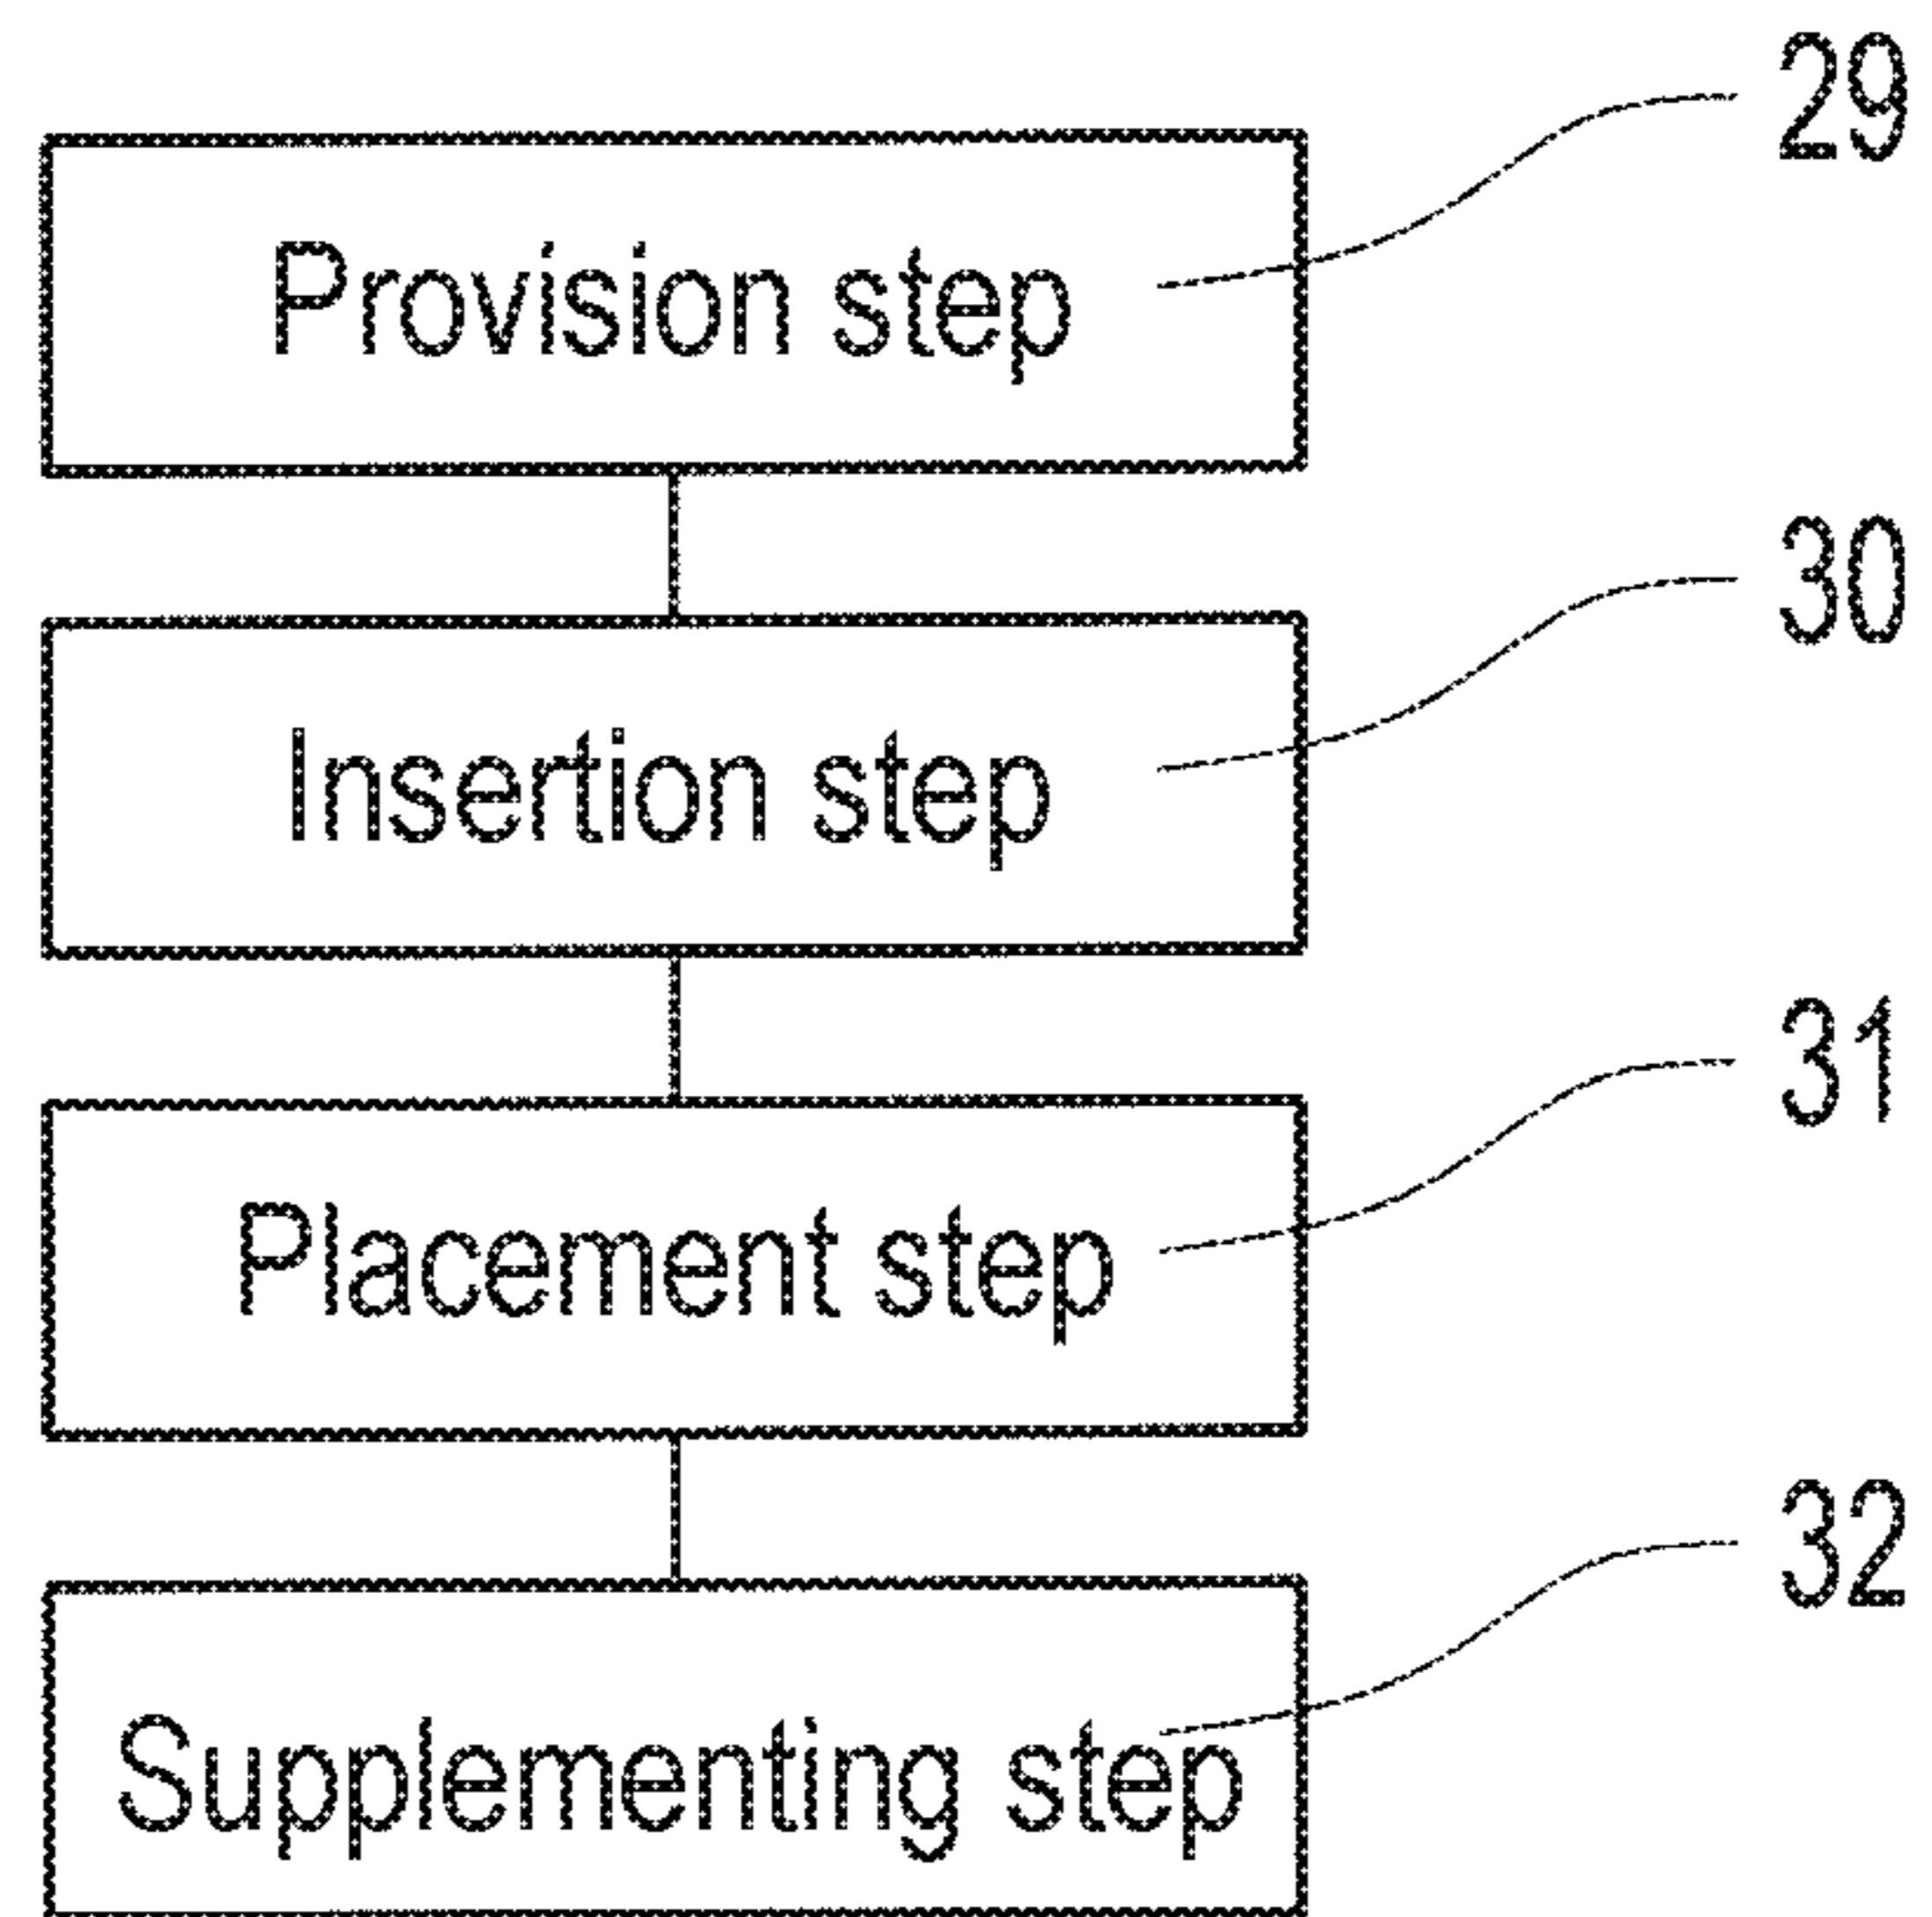 29
Provision step
30
Insertion step
31
Placement step
32
Supplementing step